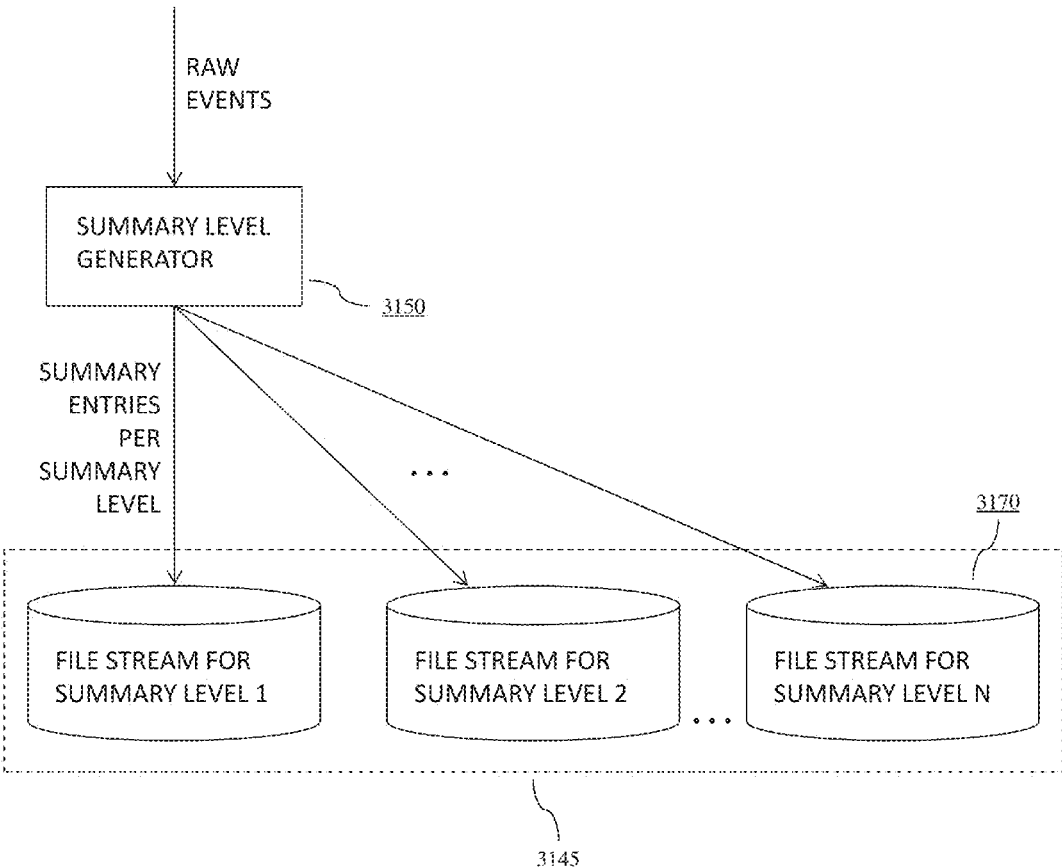 RAW
EVENTS
SUMMARY LEVEL
GENERATOR
3150
SUMMARY
ENTRIES
PER
SUMMARY
LEVEL
...
3170
FILE STREAM FOR
SUMMARY LEVEL 1
FILE STREAM FOR
SUMMARY LEVEL 2
...
FILE STREAM FOR
SUMMARY LEVEL N
3145